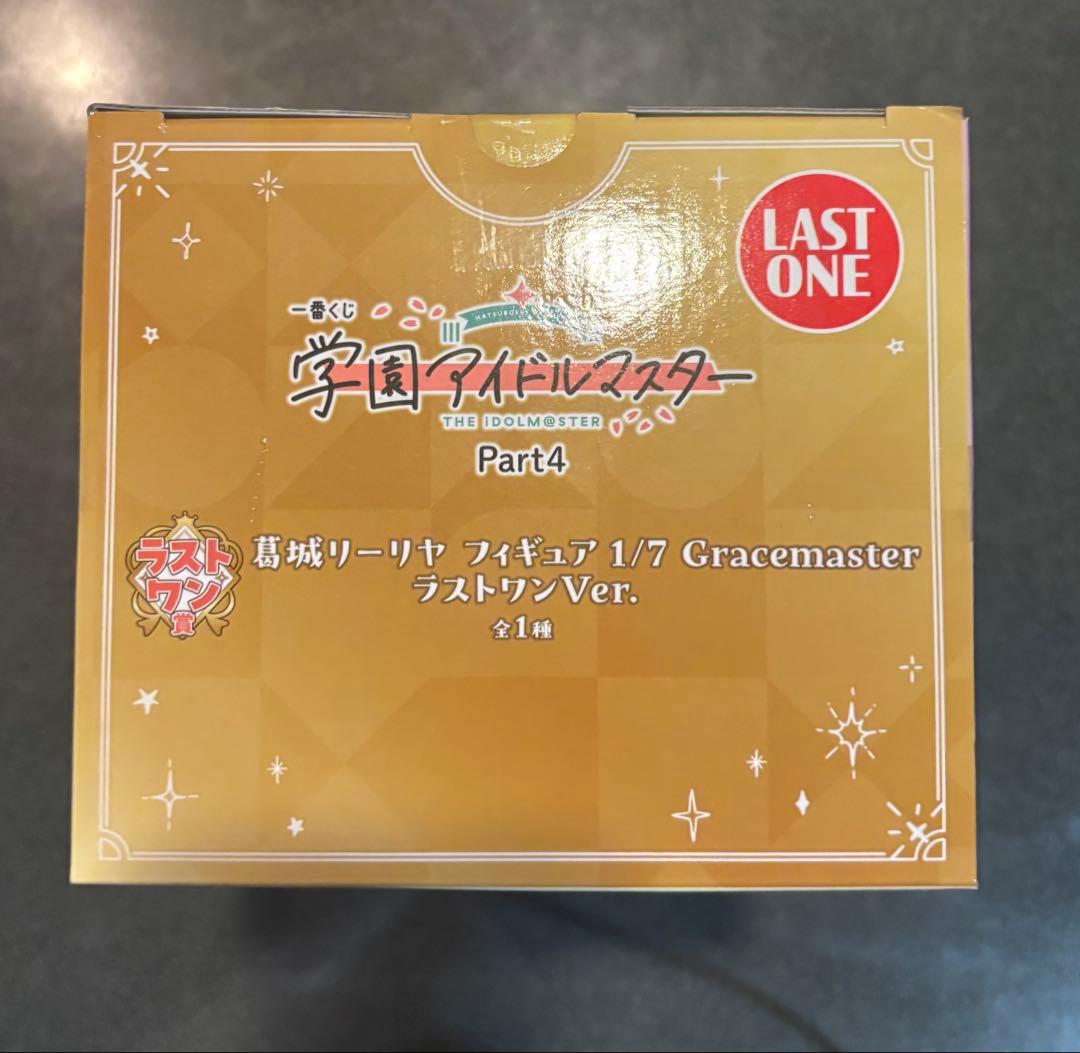 LAST
ONE
一番くじ
学園アイドルマスター
THE iDOLM@STER
Part4
ラスト
ワン
賞
葛城リーリヤ フィギュア 1/7 Gracemaster
ラストワンVer.
全1種